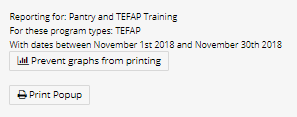 Reporting for: Pantry and TEFAP Training
For these program types: TEFAP
With dates between November 1st 2018 and November 30th 2018
Prevent graphs from printing
Print Popup